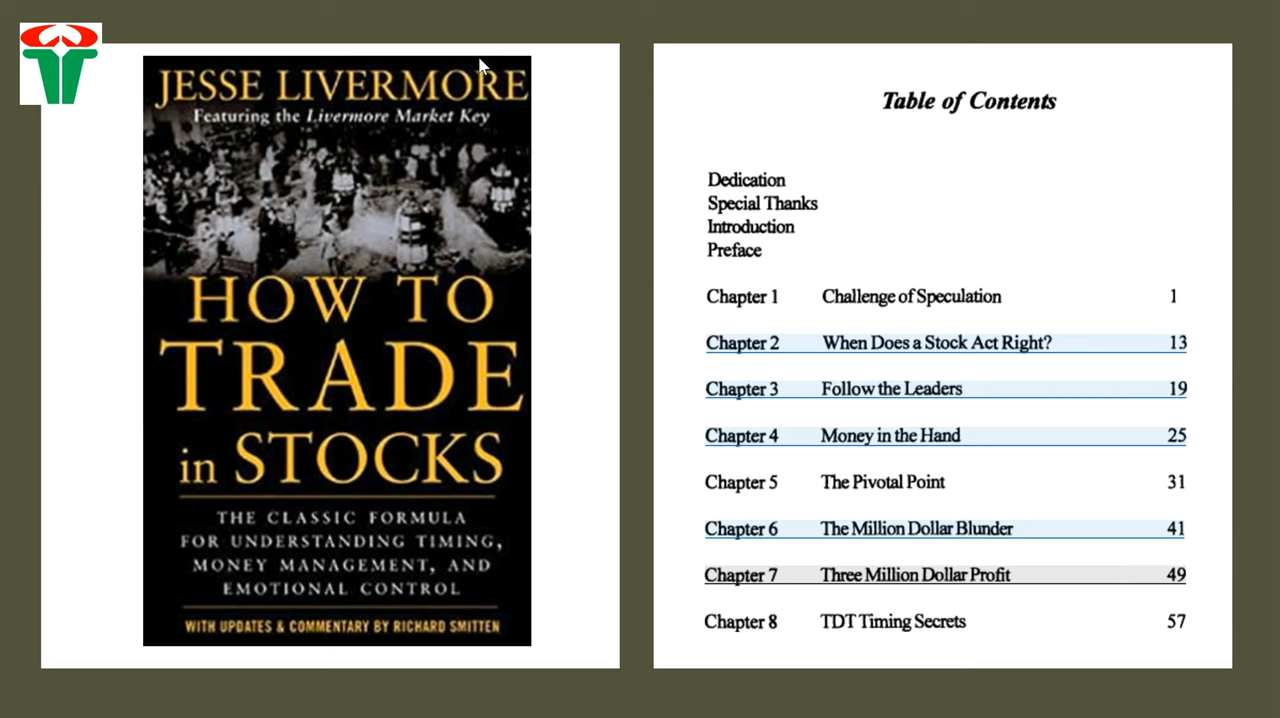 JESSE LIVERMORE
Featuring the Livermore Market Key
HOW TO
TRADE
in STOCKS
THE CLASSIC FORMULA
FOR UNDERSTANDING TIMING,
MONEY MANAGEMENT, AND
EMOTIONAL CONTROL
WITH UPDATES & COMMENTARY BY RICHARD SMITTEN
Table of Contents
Dedication
Special Thanks
Introduction
Preface
Chapter 1 Challenge of Speculation 1
Chapter 2 When Does a Stock Act Right? 13
Chapter 3 Follow the Leaders 19
Chapter 4 Money in the Hand 25
Chapter 5 The Pivotal Point 31
Chapter 6 The Million Dollar Blunder 41
Chapter 7 Three Million Dollar Profit 49
Chapter 8 TDT Timing Secrets 57